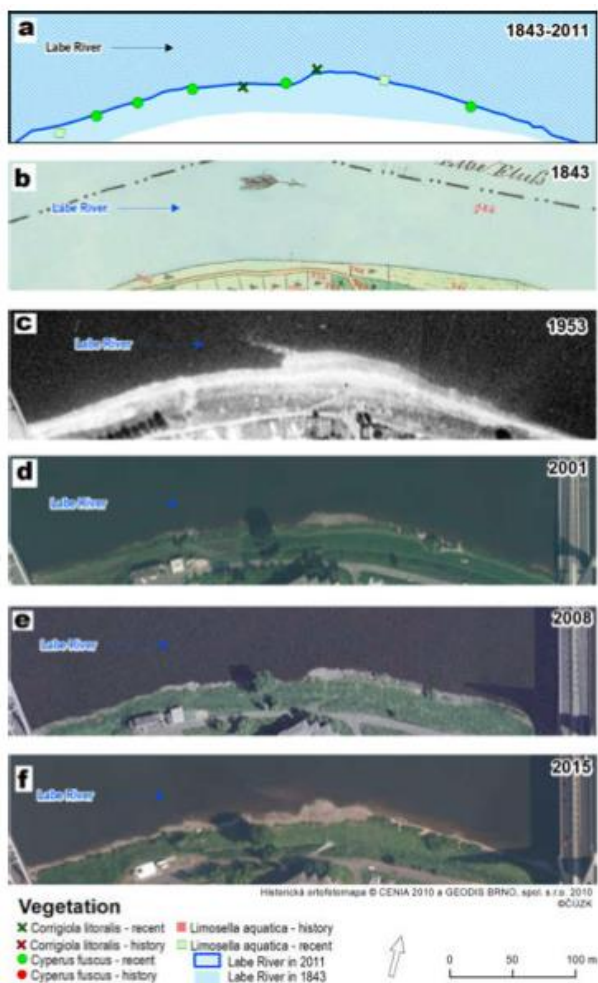 a
1843-2011
Labe River
b
1843
Labe River
244
c
1953
Labe River
d
2001
Labe River
e
2008
Labe River
f
2015
Labe River
Historická ortofotomapa © CENIA 2010 a GEODIS BRNO, spol. s.r.o. 2010
©ČÚZK
Vegetation
Corrigiola litoralis - recent
Corrigiola litoralis - history
Cyperus fuscus - recent
Cyperus fuscus - history
Limosella aquatica - history
Limosella aquatica - recent
Labe River in 2011
Labe River in 1843
0 50 100 m